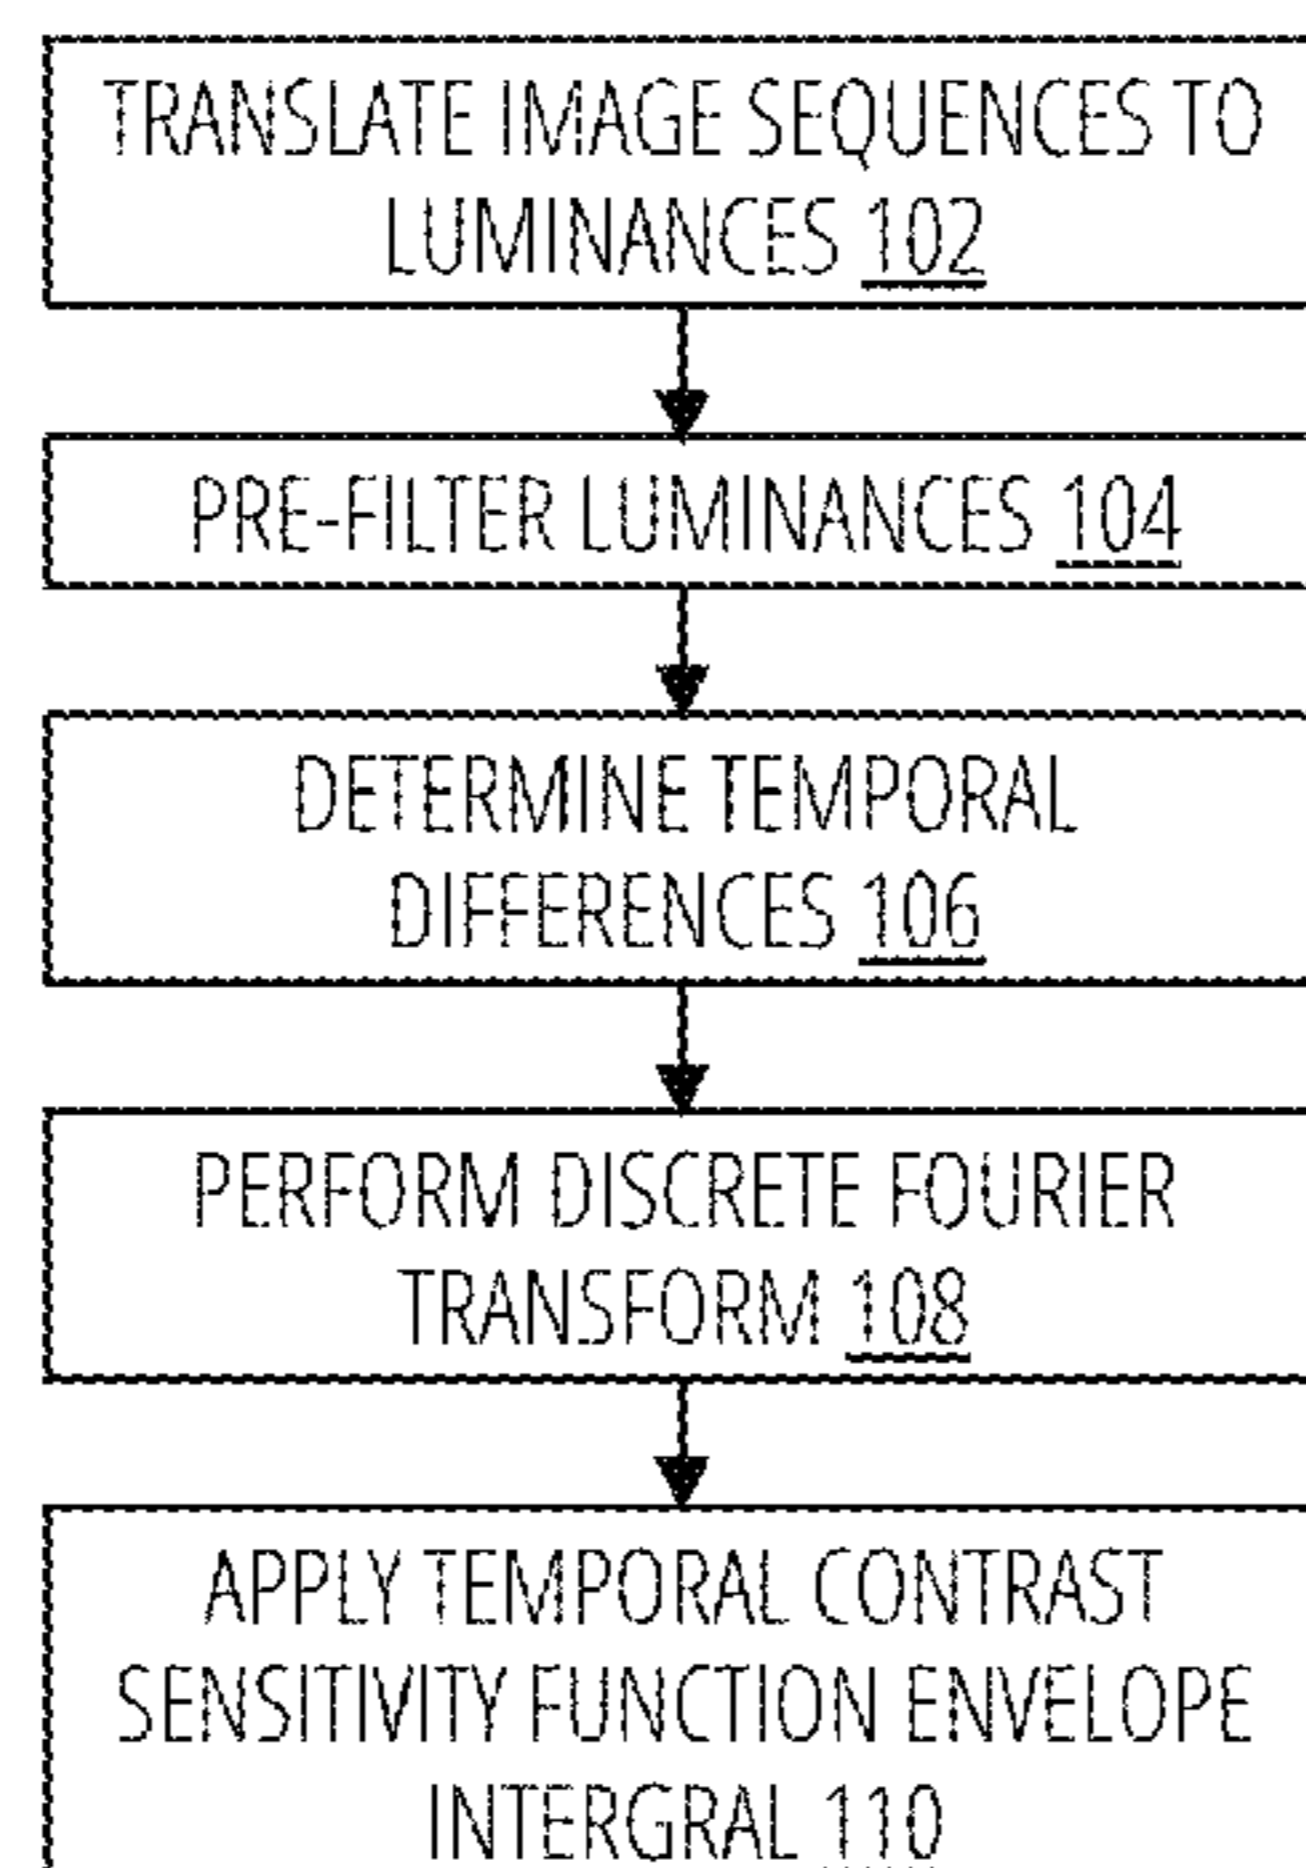 TRANSLATE IMAGE SEQUENCES TO
LUMINANCES 102
PRE-FILTER LUMINANCES 104
DETERMINE TEMPORAL
DIFFERENCES 106
PERFORM DISCRETE FOURIER
TRANSFORM 108
APPLY TEMPORAL CONTRAST
SENSITIVITY FUNCTION ENVELOPE
INTERGRAL 110